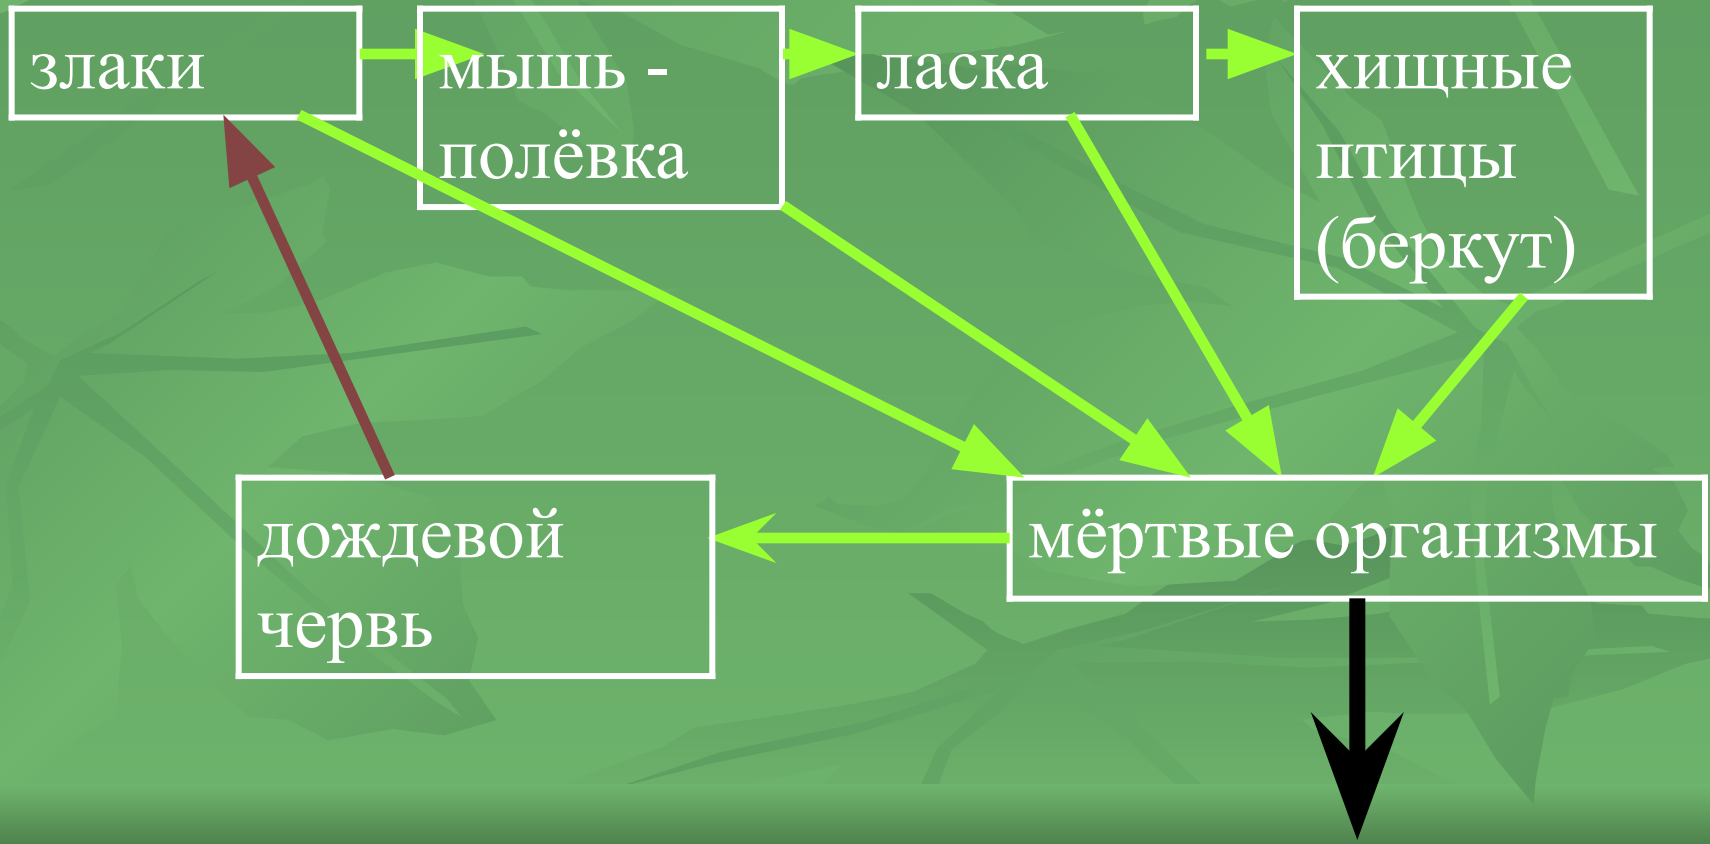 злаки
мышь -
полёвка
ласка
хищные
птицы
(беркут)
дождевой
червь
мёртвые организмы